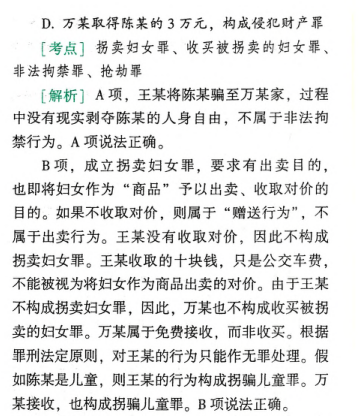 D. 万某取得陈某的3万元，构成侵犯财产罪
[考点] 拐卖妇女罪、收买被拐卖的妇女罪、
非法拘禁罪、抢劫罪
[解析] A项，王某将陈某骗至万某家，过程
中没有现实剥夺陈某的人身自由，不属于非法拘
禁行为。A项说法正确。
B项，成立拐卖妇女罪，要求有出卖目的，
也即将妇女作为“商品”予以出卖、收取对价的
目的。如果不收取对价，则属于“赠送行为”，不
属于出卖行为。王某没有收取对价，因此不构成
拐卖妇女罪。王某收取的十块钱，只是公交车费，
不能被视为将妇女作为商品出卖的对价。由于王某
不构成拐卖妇女罪，因此，万某也不构成收买被拐
卖的妇女罪。万某属于免费接收，而非收买。根据
罪刑法定原则，对王某的行为只能作无罪处理。假
如陈某是儿童，则王某的行为构成拐骗儿童罪。万
某接收，也构成拐骗儿童罪。B项说法正确。